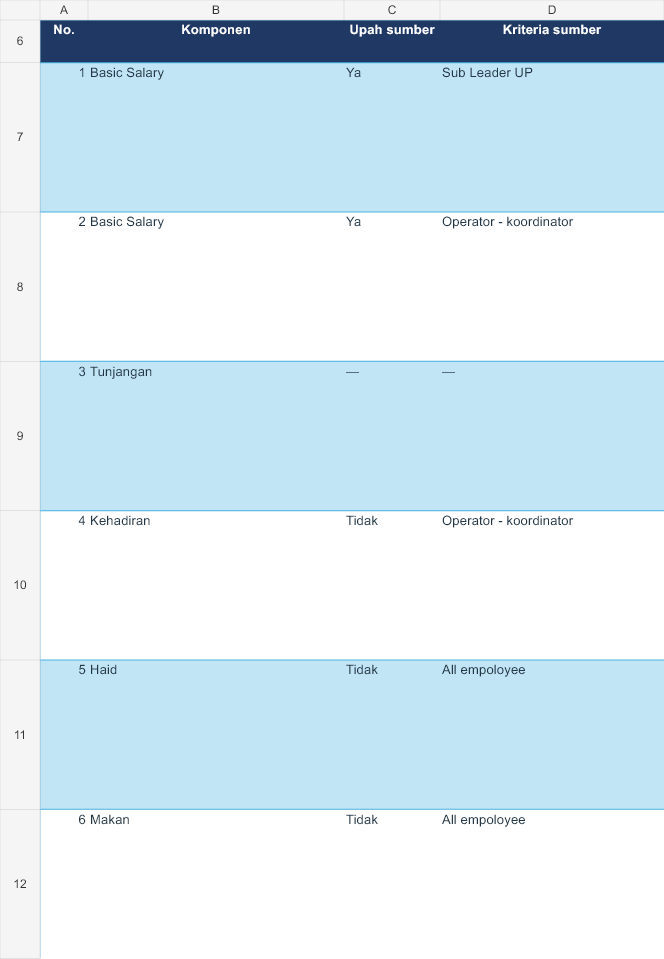 A B C D
6 No. Komponen Upah sumber Kriteria sumber
7 1 Basic Salary Ya Sub Leader UP
8 2 Basic Salary Ya Operator - koordinator
9 3 Tunjangan — —
10 4 Kehadiran Tidak Operator - koordinator
11 5 Haid Tidak All empoloyee
12 6 Makan Tidak All empoloyee